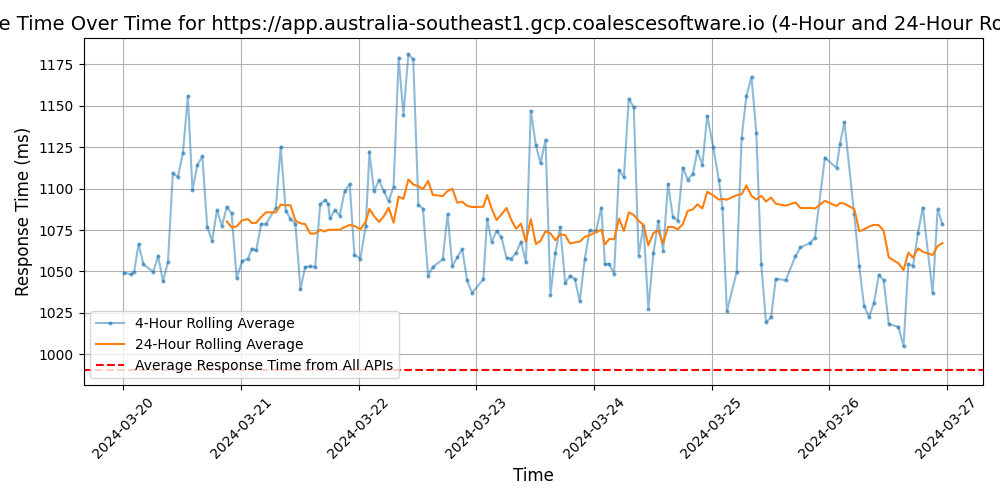 e Time Over Time for https://app.australia-southeast1.gcp.coalescesoftware.io (4-Hour and 24-Hour Ro
Response Time (ms)
1175
1150
1125
1100
1075
1050
1025
1000
4-Hour Rolling Average
24-Hour Rolling Average
Average Response Time from All APIs
2024-03-20
2024-03-21
2024-03-22
2024-03-23
2024-03-24
2024-03-25
2024-03-26
2024-03-27
Time